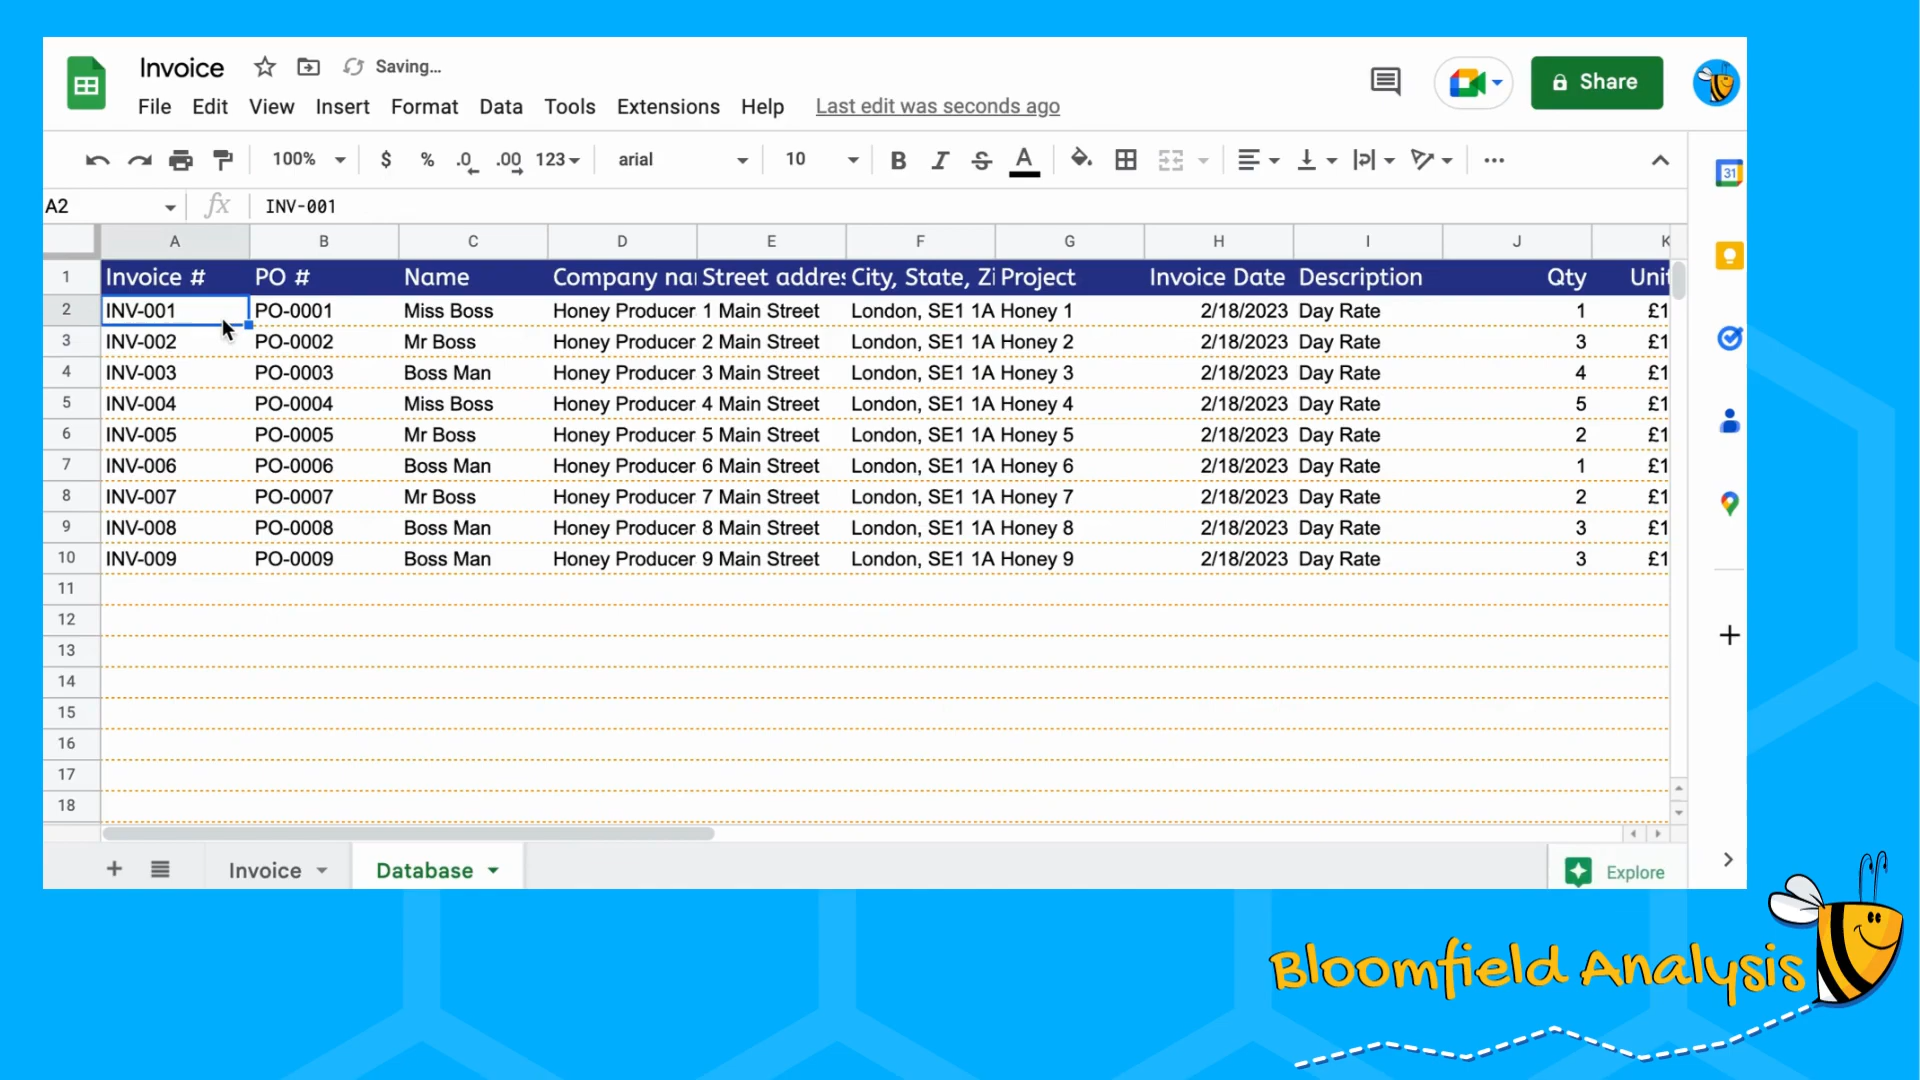 Invoice Saving...
File Edit View Insert Format Data Tools Extensions Help Last edit was seconds ago
Share
100% $ % .0 .00 123 arial 10 B I S A
31
A2 fx INV-001
A B C D E F G H I J K
1 Invoice # PO # Name Company na Street addres City, State, Zi Project Invoice Date Description Qty Unit
2 INV-001 PO-0001 Miss Boss Honey Producer 1 Main Street London, SE1 1A Honey 1 2/18/2023 Day Rate 1 £1
3 INV-002 PO-0002 Mr Boss Honey Producer 2 Main Street London, SE1 1A Honey 2 2/18/2023 Day Rate 3 £1
4 INV-003 PO-0003 Boss Man Honey Producer 3 Main Street London, SE1 1A Honey 3 2/18/2023 Day Rate 4 £1
5 INV-004 PO-0004 Miss Boss Honey Producer 4 Main Street London, SE1 1A Honey 4 2/18/2023 Day Rate 5 £1
6 INV-005 PO-0005 Mr Boss Honey Producer 5 Main Street London, SE1 1A Honey 5 2/18/2023 Day Rate 2 £1
7 INV-006 PO-0006 Boss Man Honey Producer 6 Main Street London, SE1 1A Honey 6 2/18/2023 Day Rate 1 £1
8 INV-007 PO-0007 Mr Boss Honey Producer 7 Main Street London, SE1 1A Honey 7 2/18/2023 Day Rate 2 £1
9 INV-008 PO-0008 Boss Man Honey Producer 8 Main Street London, SE1 1A Honey 8 2/18/2023 Day Rate 3 £1
10 INV-009 PO-0009 Boss Man Honey Producer 9 Main Street London, SE1 1A Honey 9 2/18/2023 Day Rate 3 £1
11
12
13
14
15
16
17
18
Invoice Database Explore
Bloomfield Analysis